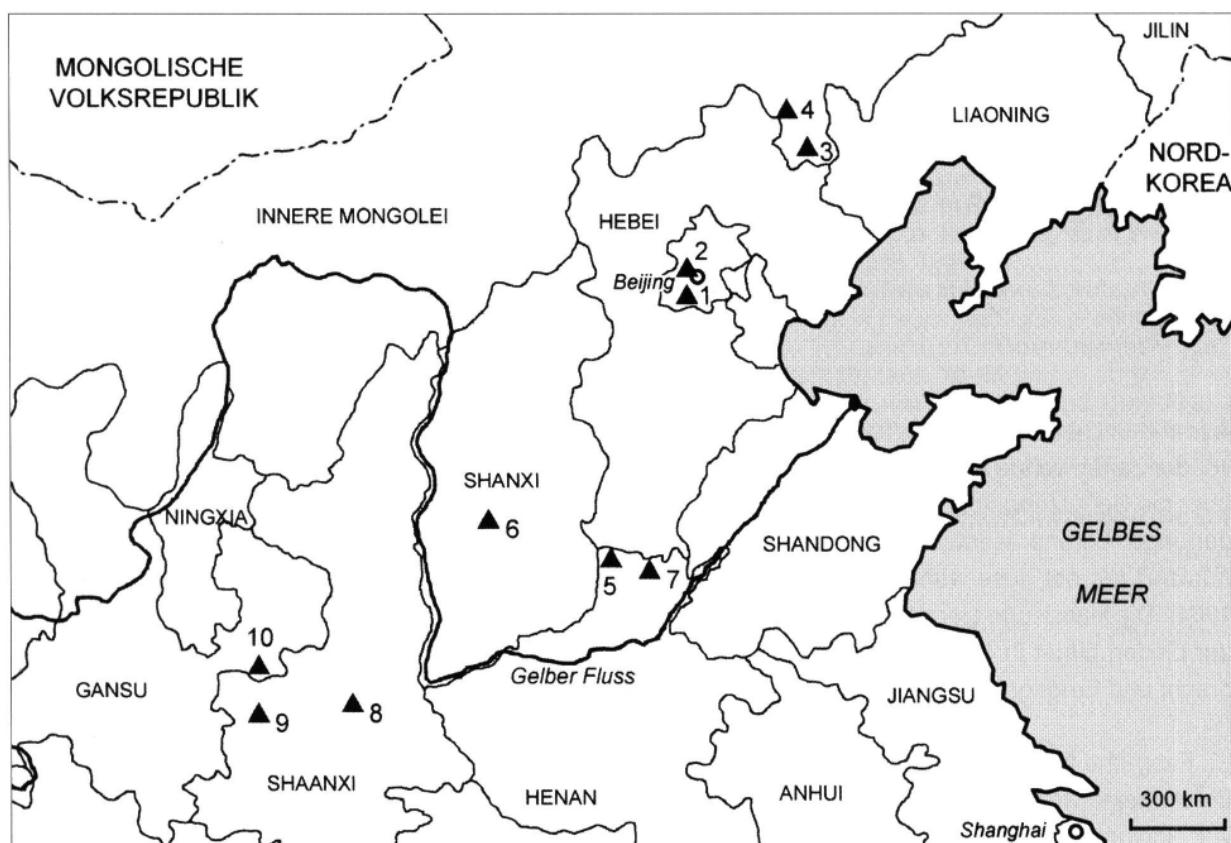 JILIN
MONGOLISCHE
VOLKSREPUBLIK
4
LIAONING
3
NORD-
KOREA
INNERE MONGOLEI
HEBEI
2
Beijing
1
SHANXI
NINGXIA
6
SHANDONG
GELBES
MEER
5
7
10
Gelber Fluss
GANSU
JIANGSU
9
8
SHAANXI
HENAN
ANHUI
300 km
Shanghai